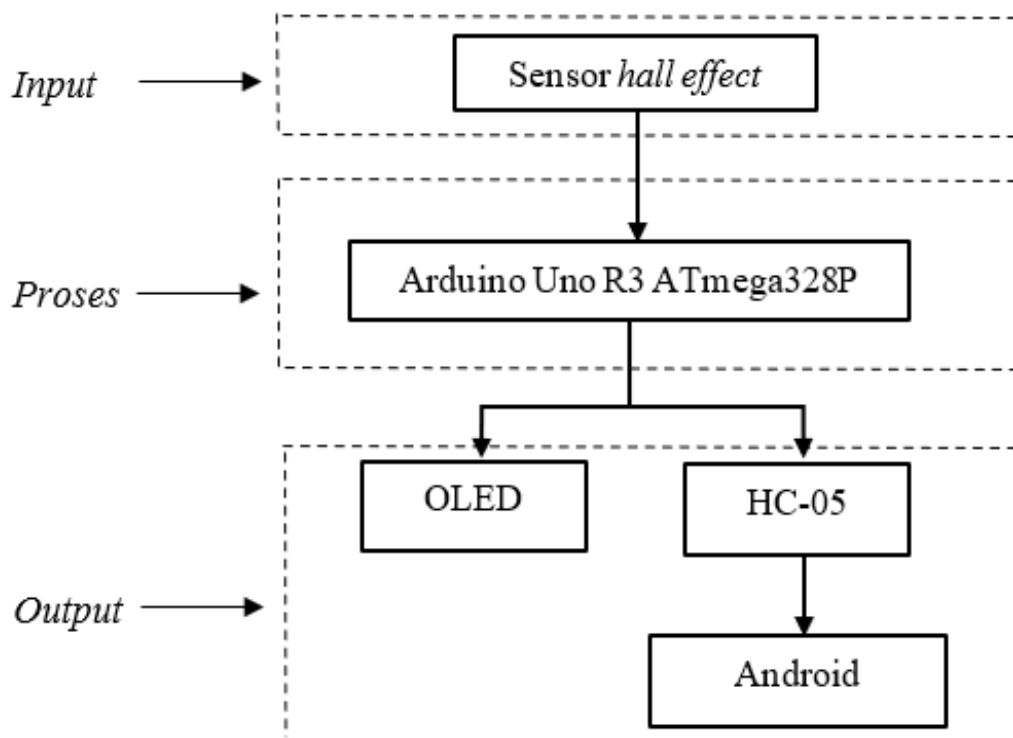 Input
Sensor hall effect
Proses
Arduino Uno R3 ATmega328P
OLED
HC-05
Output
Android